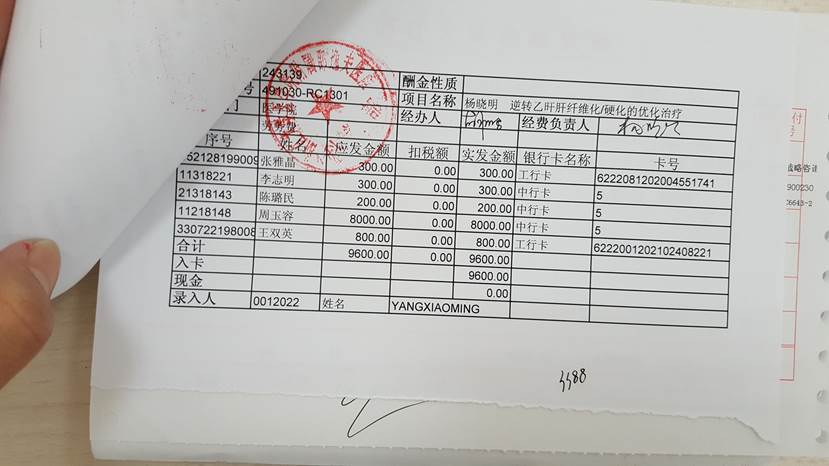 243139. 酬金性质
号 491030-RC1301 项目名称 杨晓明 逆转乙肝肝纤维化/硬化的优化治疗
门 医学院 经办人 经费负责人
劳务费
序号 姓名 应发金额 扣税额 实发金额 银行卡名称 卡号
52128199009 张雅晶 300.00 0.00 300.00 工行卡 6222081202004551741
11318221 李志明 300.00 0.00 300.00 中行卡 5
21318143 陈璐民 200.00 0.00 200.00 中行卡 5
11218148 周玉容 8000.00 0.00 8000.00 中行卡 5
330722198008 王双英 800.00 0.00 800.00 工行卡 6222001202102408221
合计 9600.00 0.00 9600.00
入卡 9600.00
现金 0.00
录入人 0012022 姓名 YANGXIAOMING
付
号
战略咨询
900230
06643-2